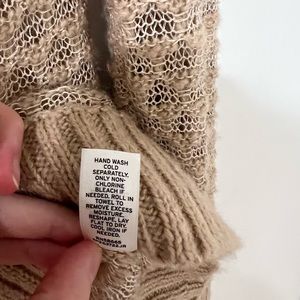 HAND WASH
COLD
SEPARATELY,
ONLY NON-
CHLORINE
BLEACH IF
NEEDED. ROLL IN
TOWEL TO
REMOVE EXCESS
MOISTURE.
RESHAPE, LAY
FLAT TO DRY.
COOL IRON IF
NEEDED.